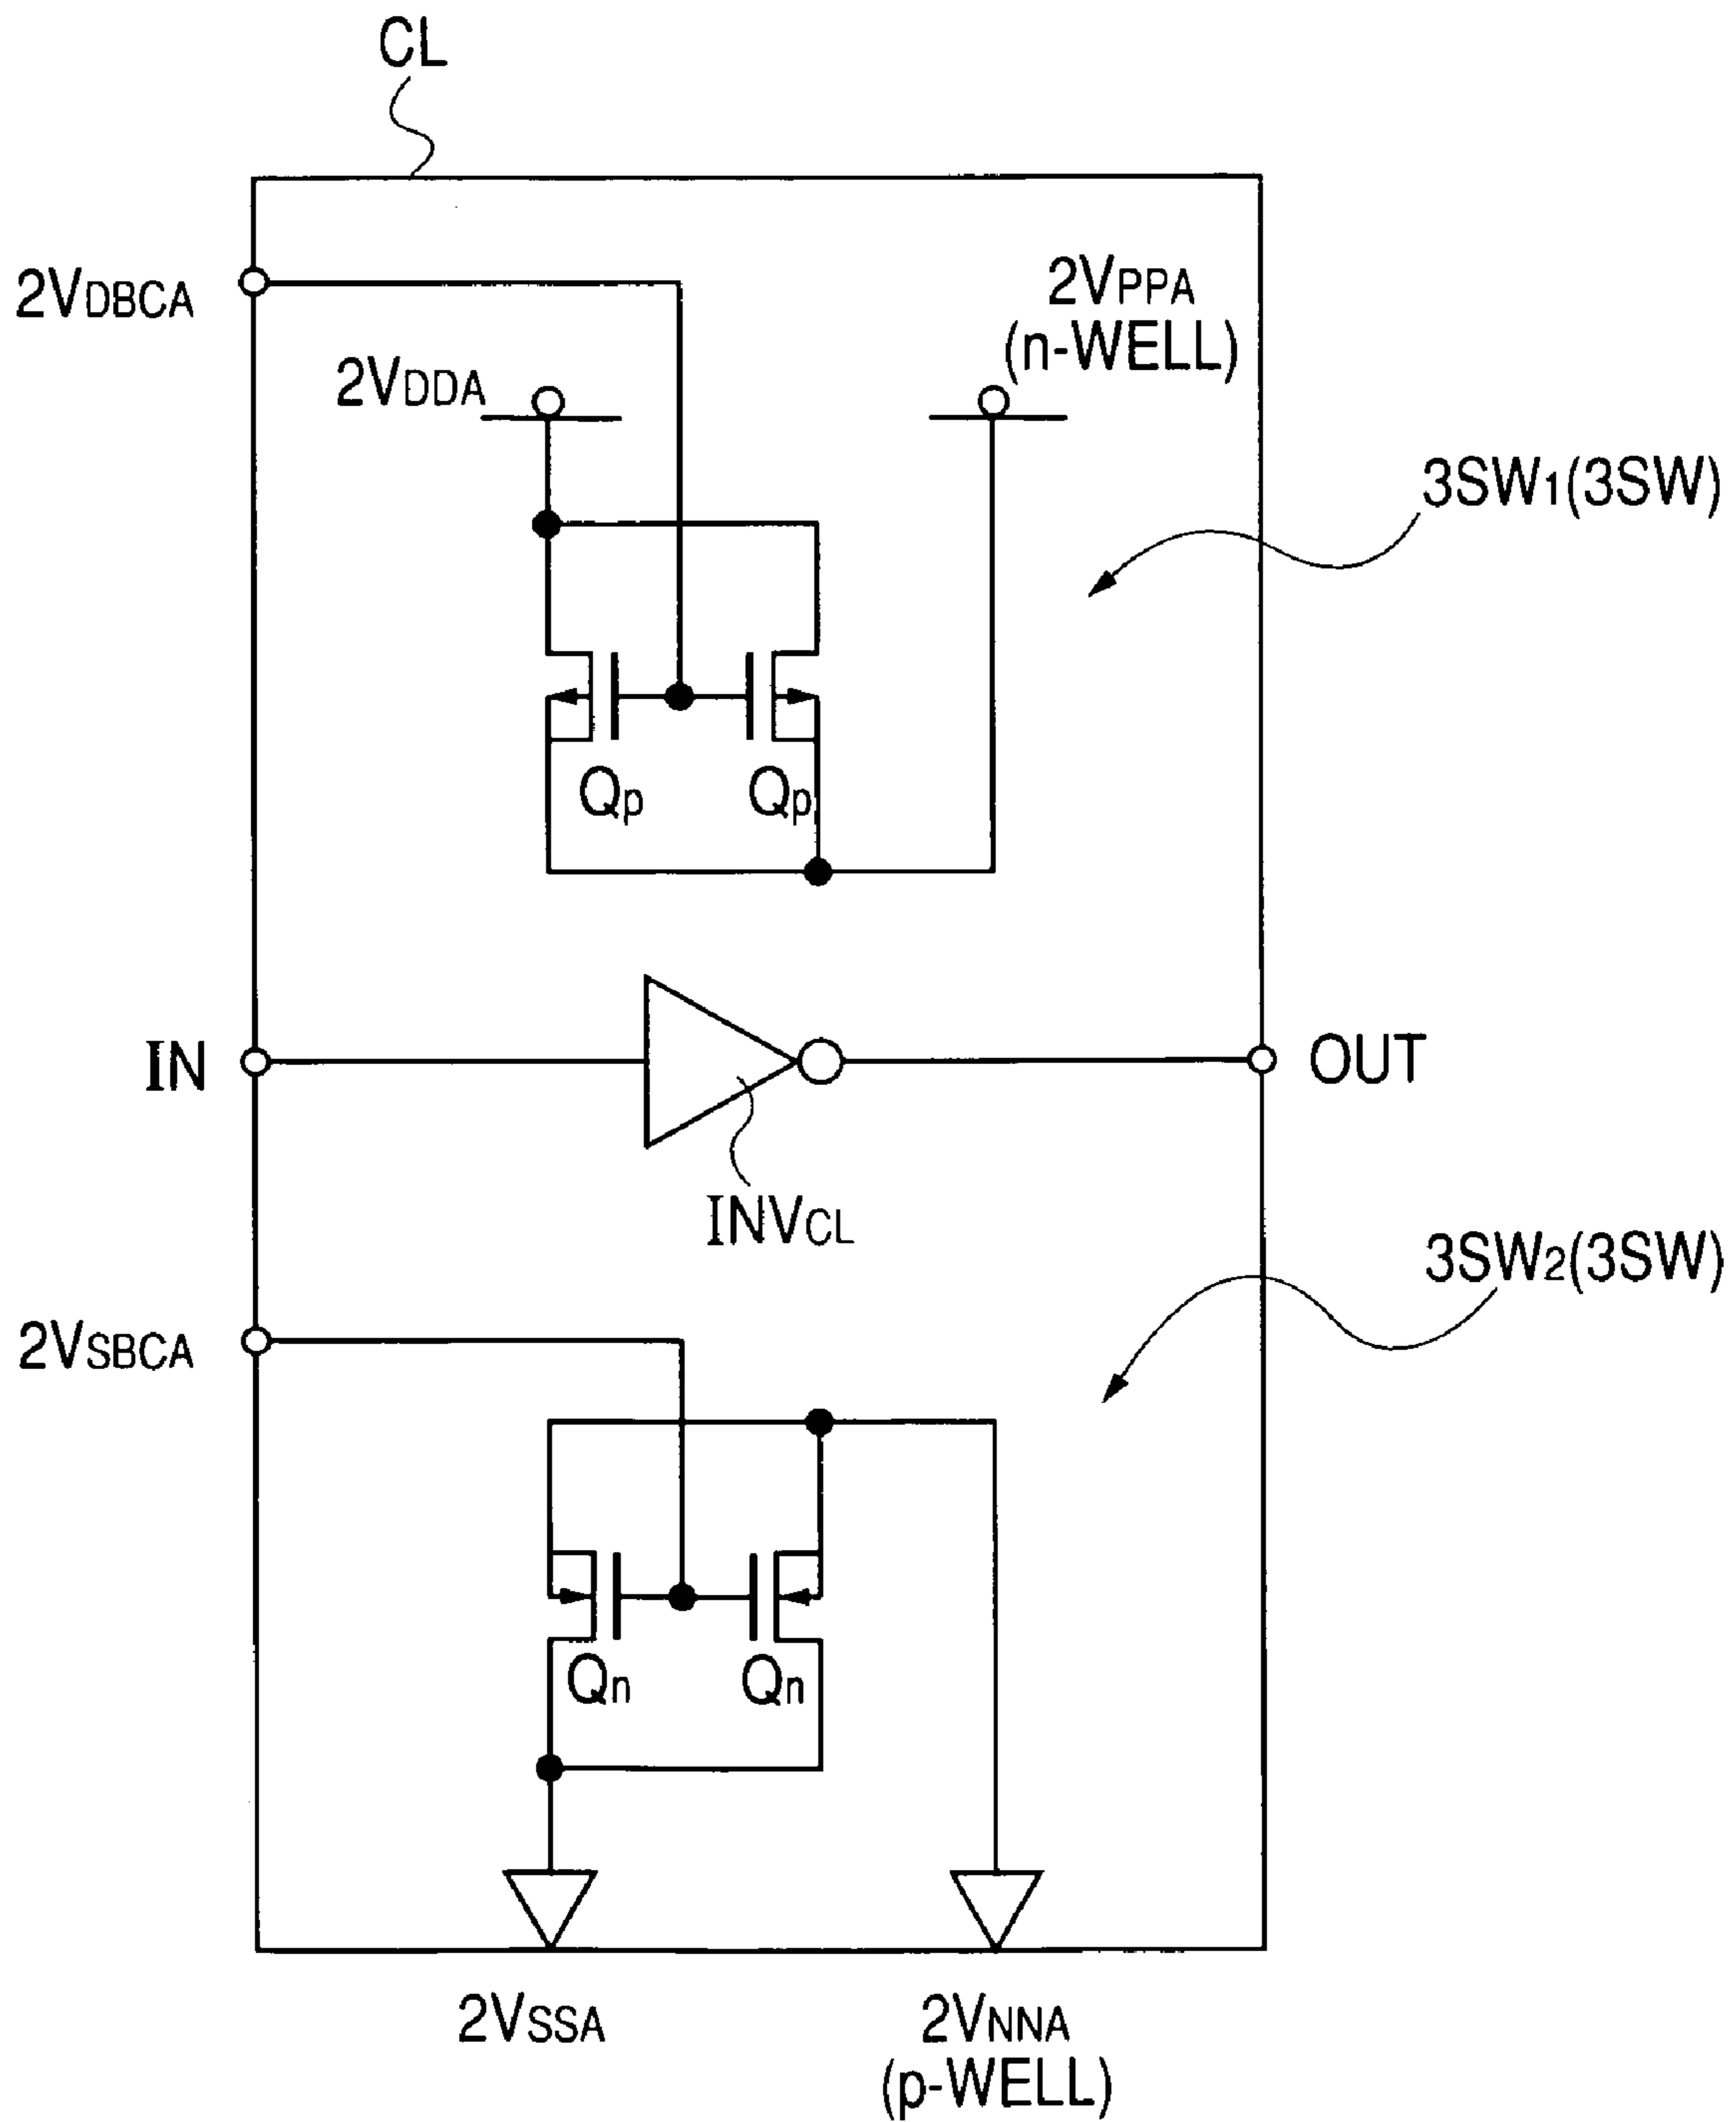 CL
2VDBCA
2VPPA
(n-WELL)
2VDDA
3SW1(3SW)
Qp
Qp
IN
OUT
INVCL
3SW2(3SW)
2VSBCA
Qn
Qn
2VSSA
2VNNA
(p-WELL)